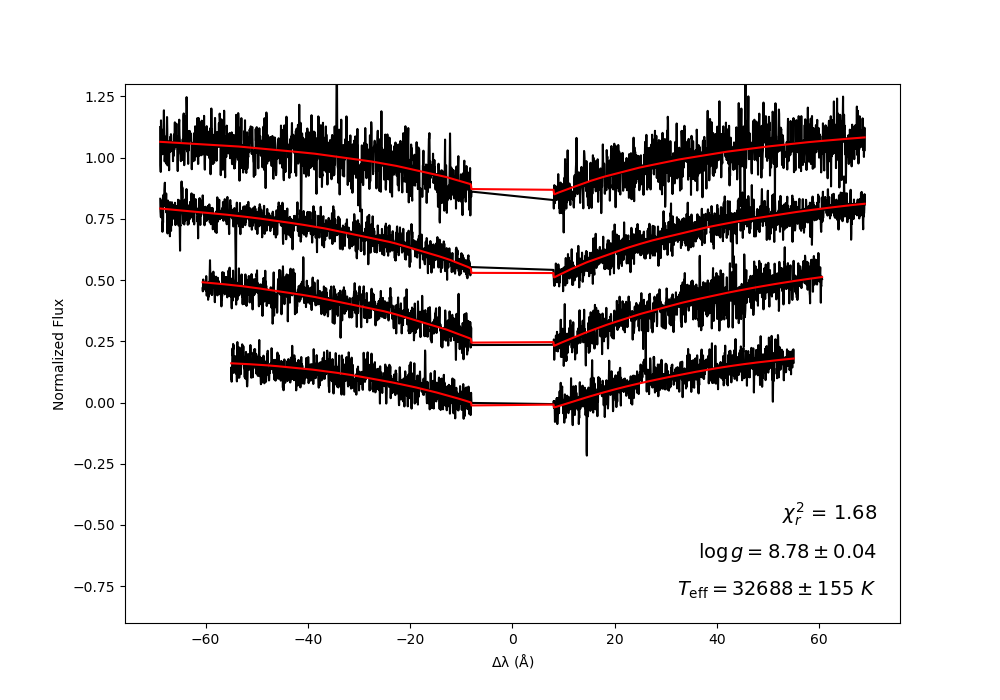 1.25
1.00
0.75
0.50
0.25
0.00
−0.25
−0.50
−0.75
Normalized Flux
χ²ᵣ = 1.68
log g = 8.78 ± 0.04
T_eff = 32688 ± 155 K
−60 −40 −20 0 20 40 60
Δλ (Å)